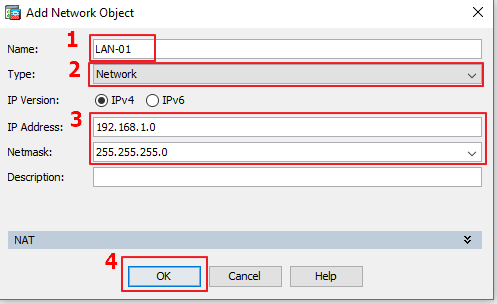 Add Network Object
1
Name: LAN-01
2
Type: Network
IP Version: IPv4 IPv6
3
IP Address: 192.168.1.0
Netmask: 255.255.255.0
Description:
NAT
4
OK Cancel Help